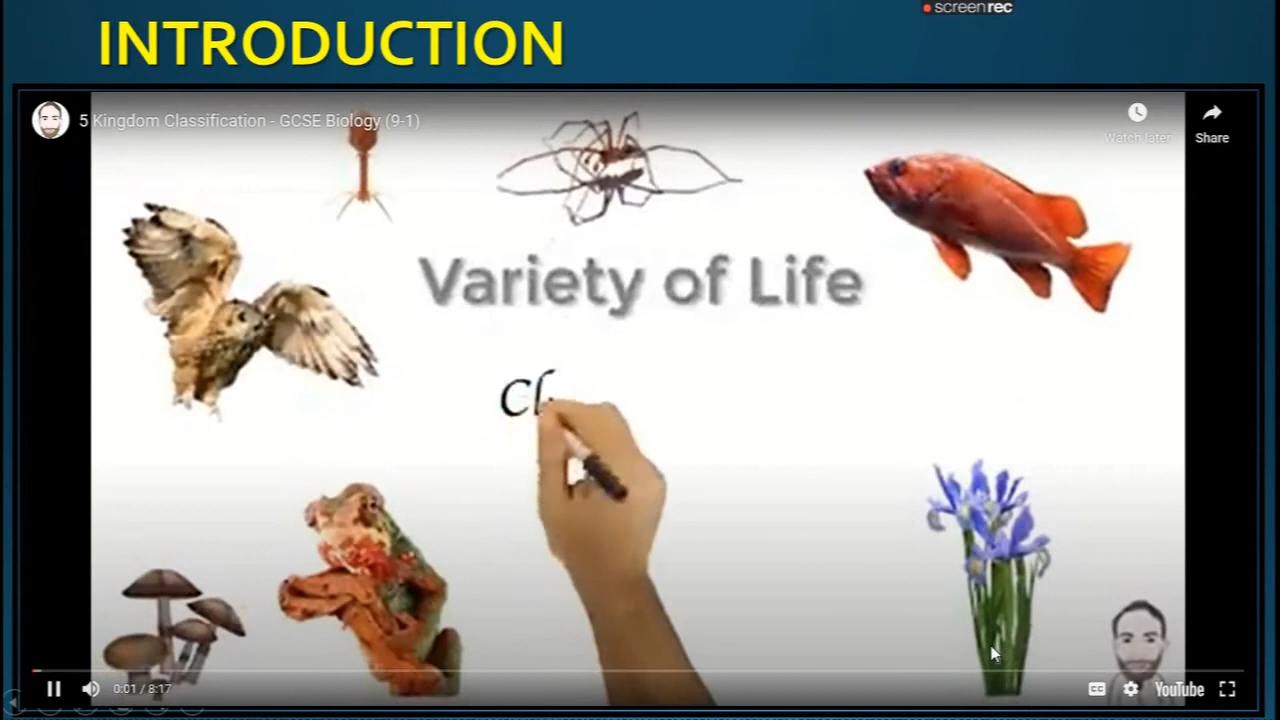 screenrec
INTRODUCTION
5 Kingdom Classification - GCSE Biology (9-1)
Watch later
Share
Variety of Life
Cl
0:01 / 8:17
CC
YouTube